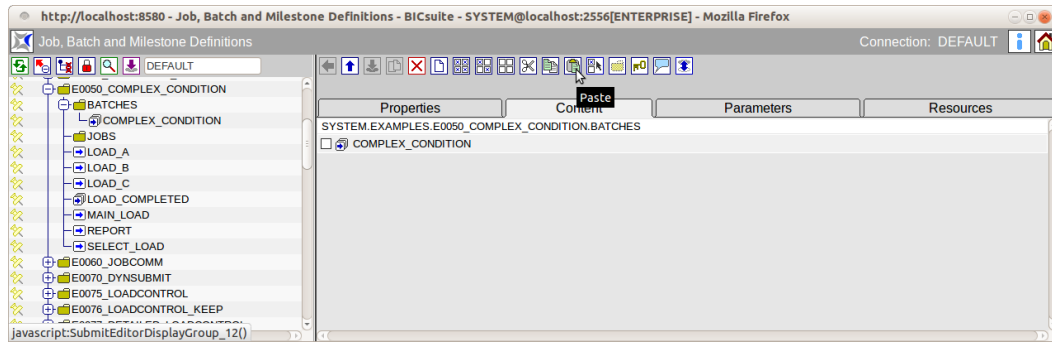 http://localhost:8580 - Job, Batch and Milestone Definitions - BICsuite - SYSTEM@localhost:2556[ENTERPRISE] - Mozilla Firefox
Job, Batch and Milestone Definitions
Connection: DEFAULT
DEFAULT
E0050_COMPLEX_CONDITION
BATCHES
COMPLEX_CONDITION
JOBS
LOAD_A
LOAD_B
LOAD_C
LOAD_COMPLETED
MAIN_LOAD
REPORT
SELECT_LOAD
E0060_JOBCOMM
E0070_DYNSUBMIT
E0075_LOADCONTROL
E0076_LOADCONTROL_KEEP
javascript:SubmitEditorDisplayGroup_12()
Paste
Properties Content Parameters Resources
SYSTEM.EXAMPLES.E0050_COMPLEX_CONDITION.BATCHES
COMPLEX_CONDITION